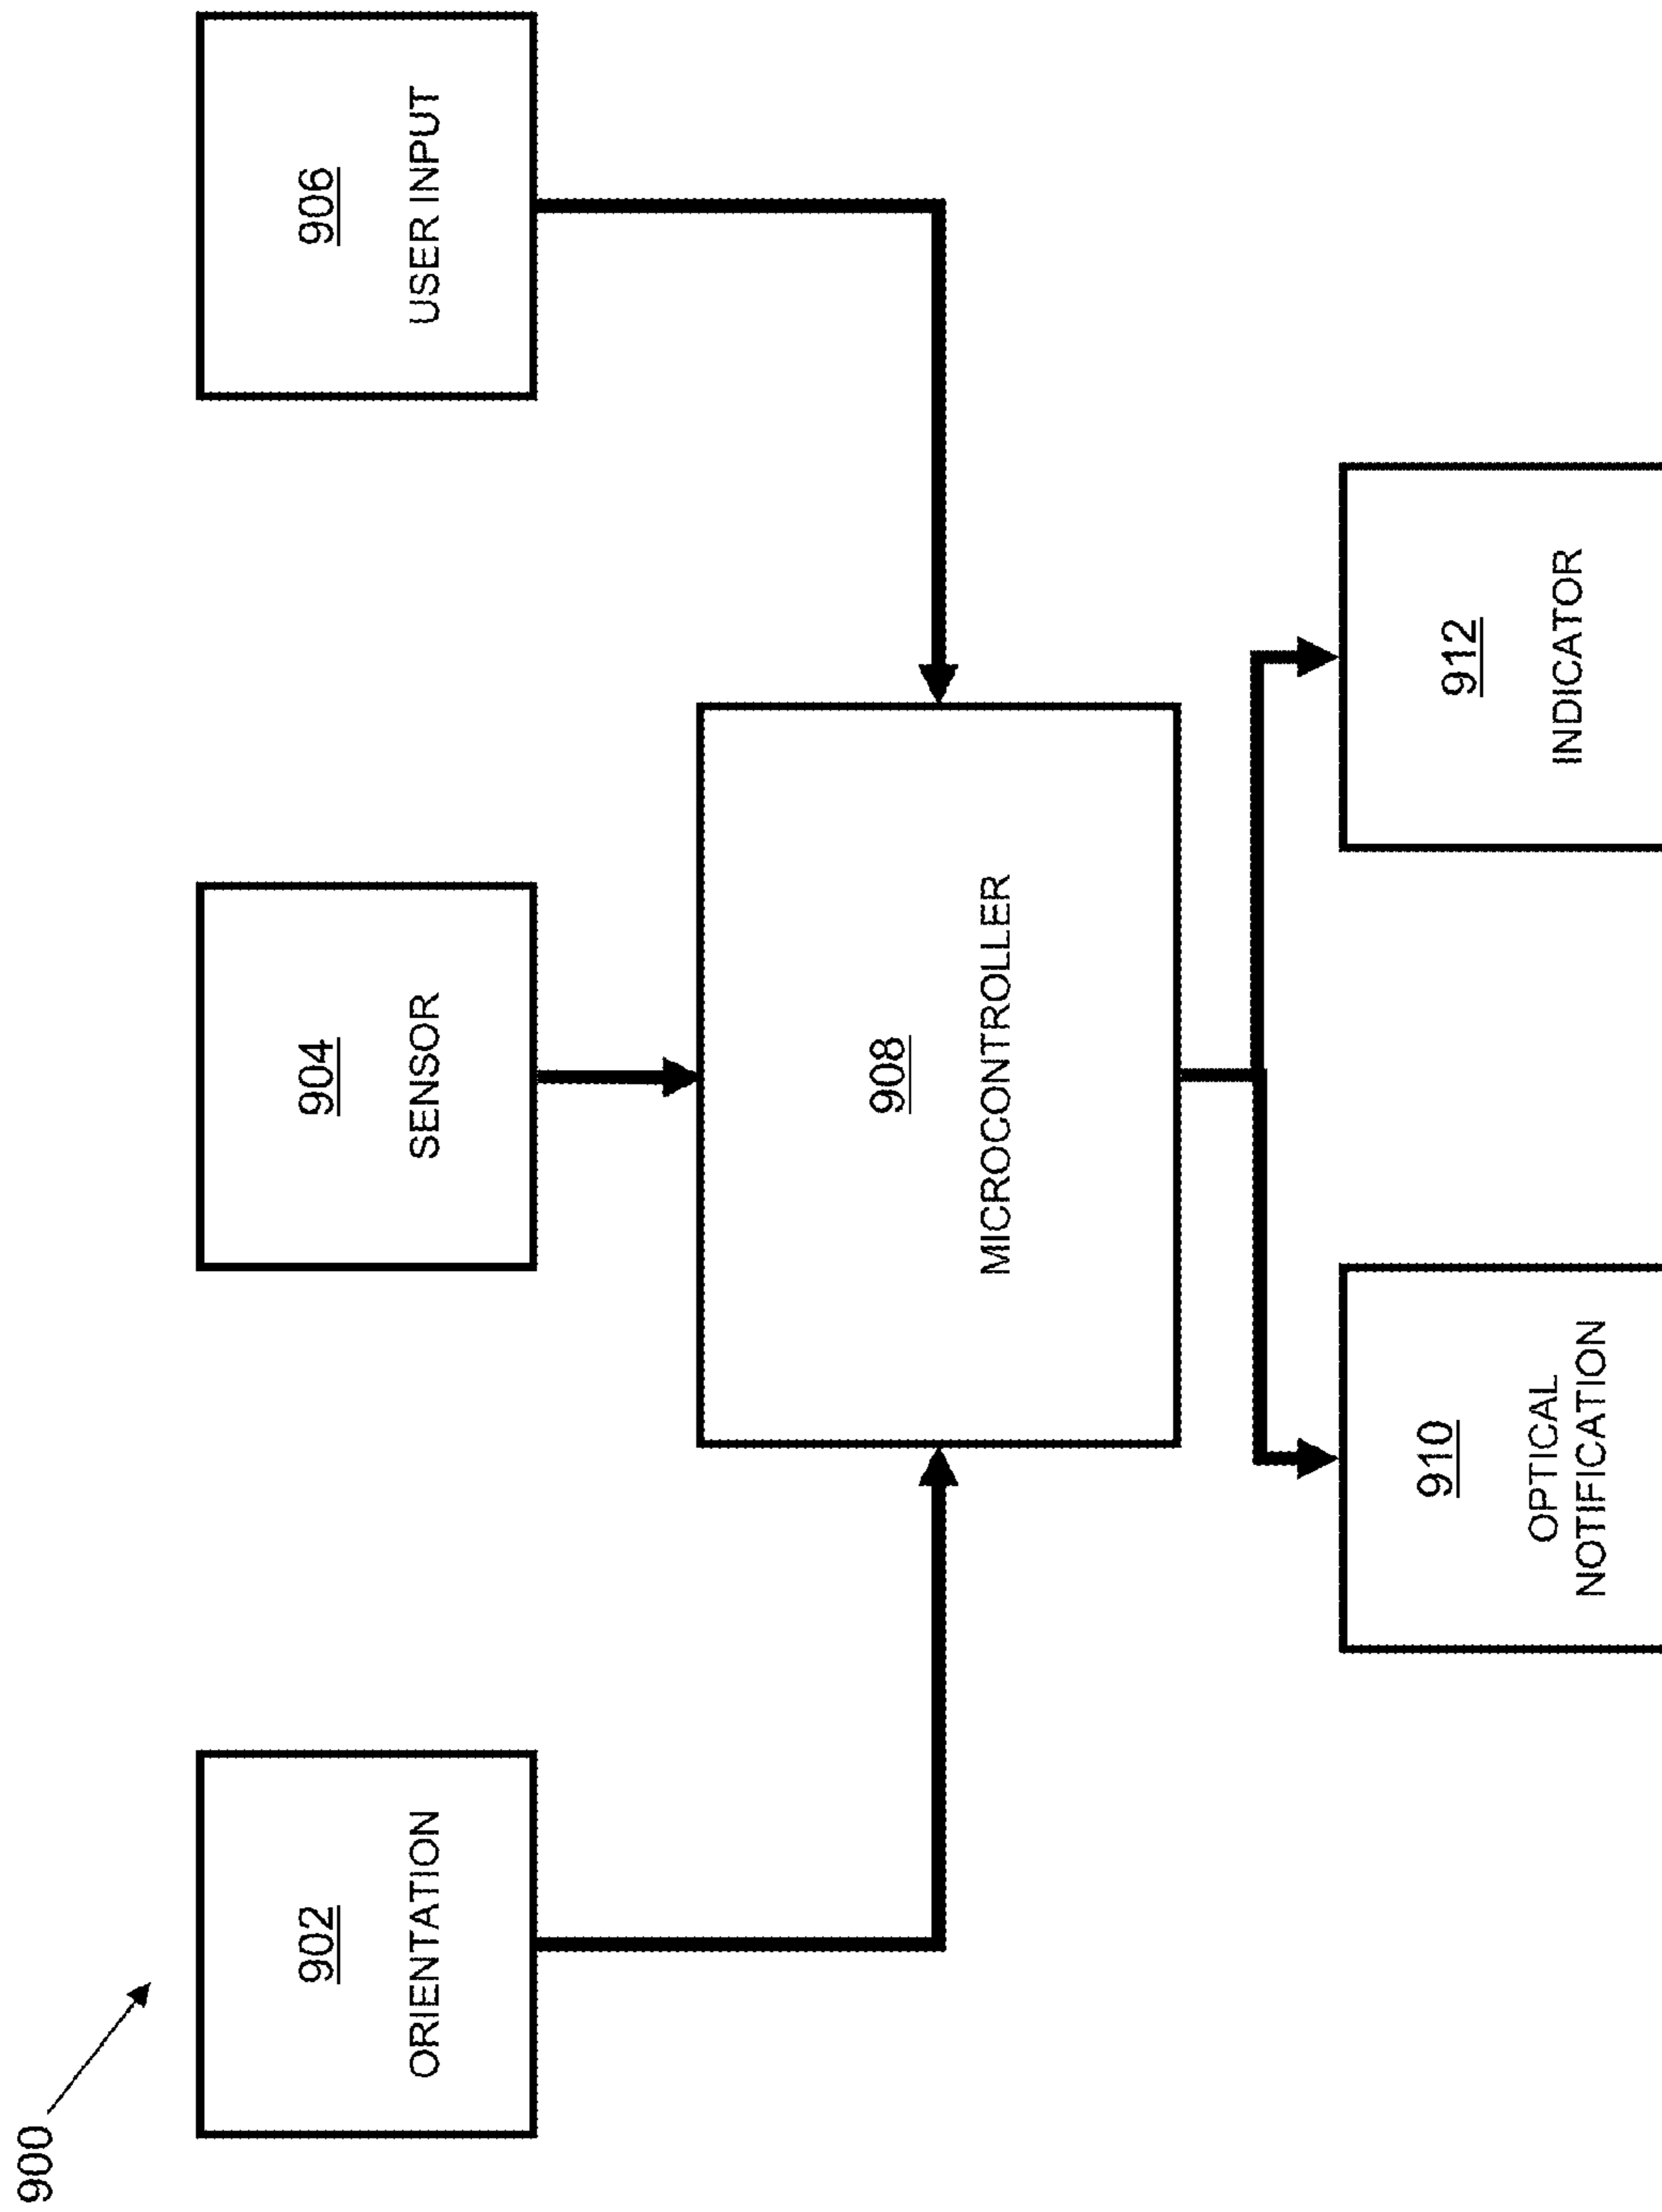 900
902
ORIENTATION
904
SENSOR
906
USER INPUT
908
MICROCONTROLLER
910
OPTICAL
NOTIFICATION
912
INDICATOR